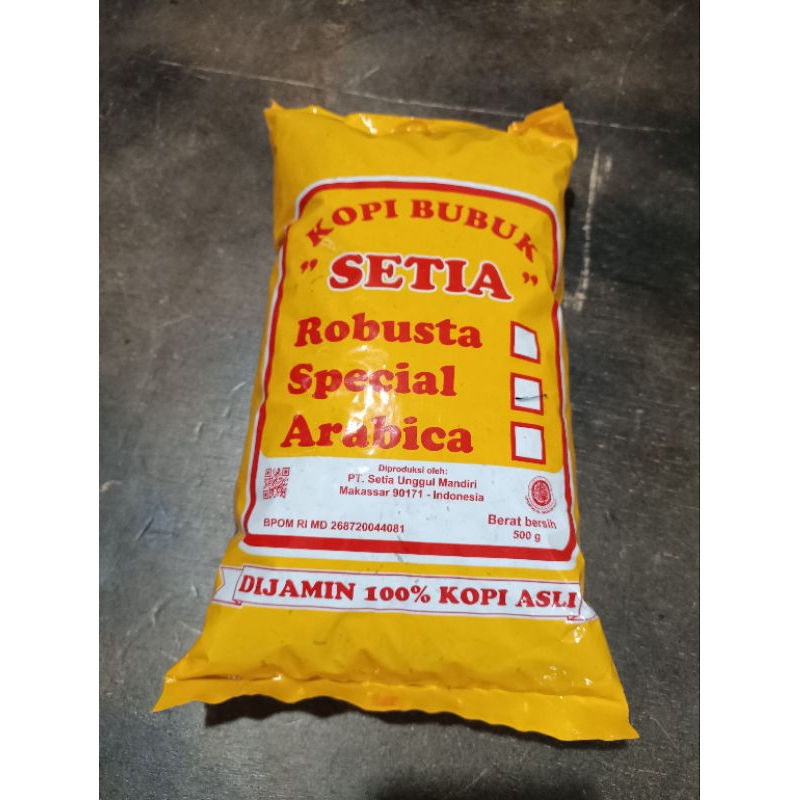 KOPI BUBUK
" SETIA "
Robusta
Special
Arabica
Diproduksi oleh:
PT. Setia Unggul Mandiri
Makassar 90171 - Indonesia
BPOM RI MD 268720044081
Berat bersih
500 g
DIJAMIN 100% KOPI ASLI